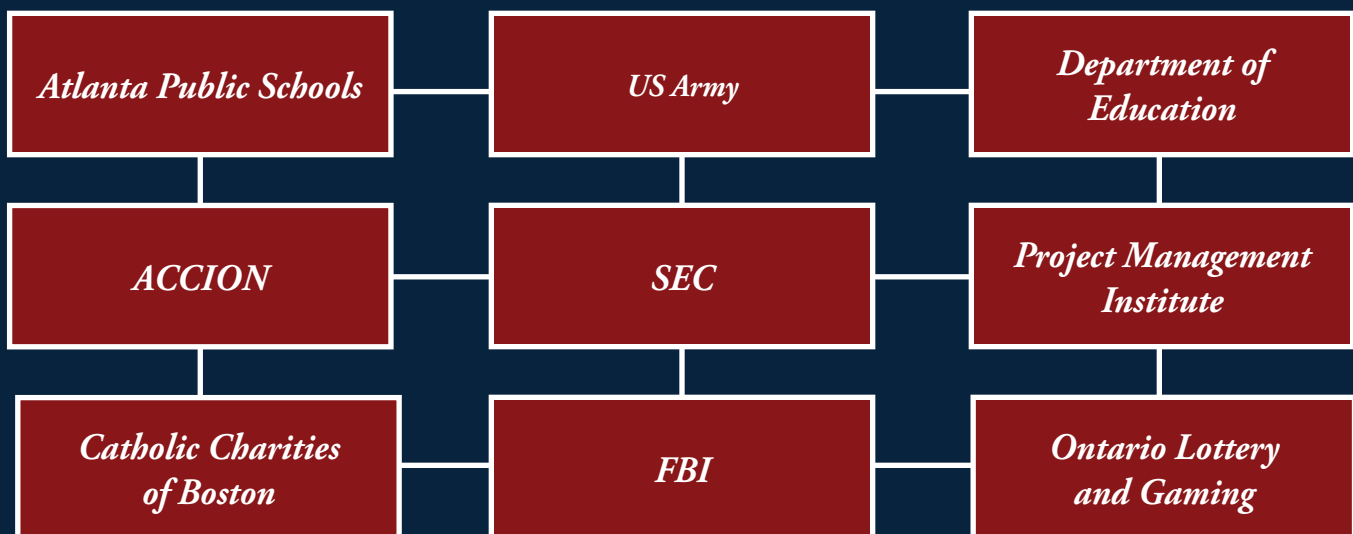 Atlanta Public Schools
US Army
Department of
Education
ACCION
SEC
Project Management
Institute
Catholic Charities
of Boston
FBI
Ontario Lottery
and Gaming